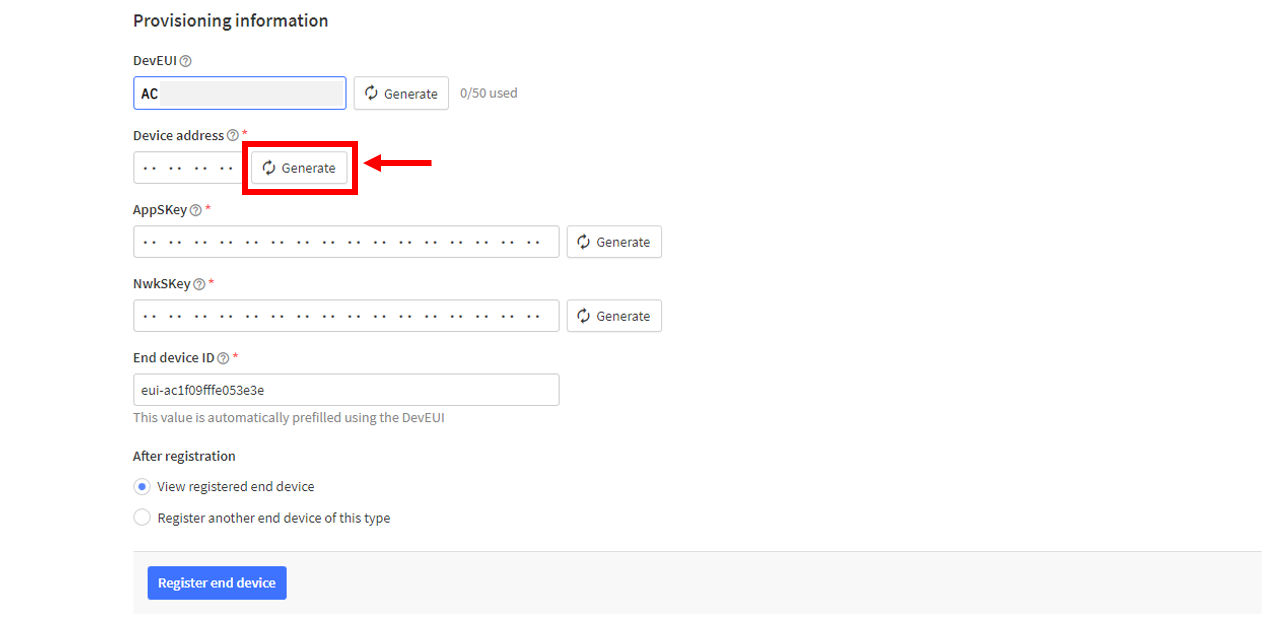 Provisioning information
DevEUI
AC
Generate
0/50 used
Device address *
Generate
AppSKey *
Generate
NwkSKey *
Generate
End device ID *
eui-ac1f09fffe053e3e
This value is automatically prefilled using the DevEUI
After registration
View registered end device
Register another end device of this type
Register end device